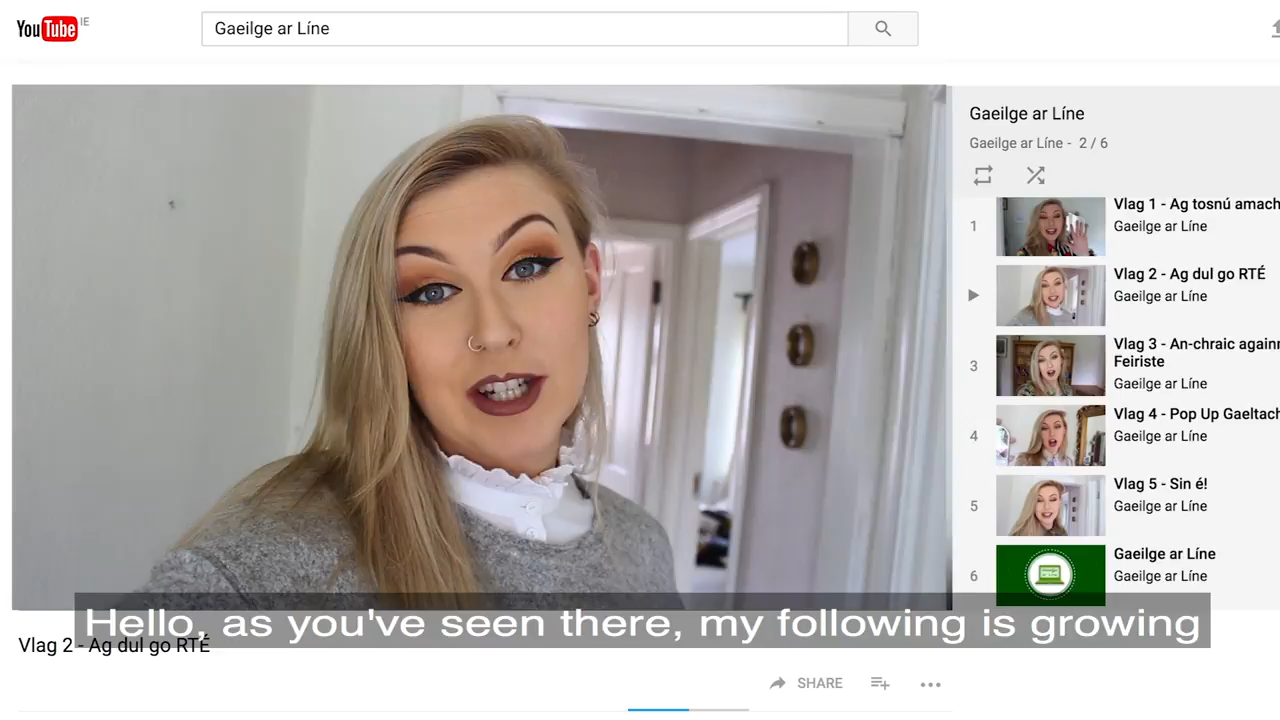 YouTube IE
Gaeilge ar Líne
Gaeilge ar Líne
Gaeilge ar Líne - 2 / 6
1
Vlag 1 - Ag tosnú amach
Gaeilge ar Líne
Vlag 2 - Ag dul go RTÉ
Gaeilge ar Líne
3
Vlag 3 - An-chraic againn
Feiriste
Gaeilge ar Líne
4
Vlag 4 - Pop Up Gaeltach
Gaeilge ar Líne
5
Vlag 5 - Sin é!
Gaeilge ar Líne
6
Gaeilge ar Líne
Gaeilge ar Líne
Hello, as you've seen there, my following is growing
Vlag 2 - Ag dul go RTÉ
SHARE